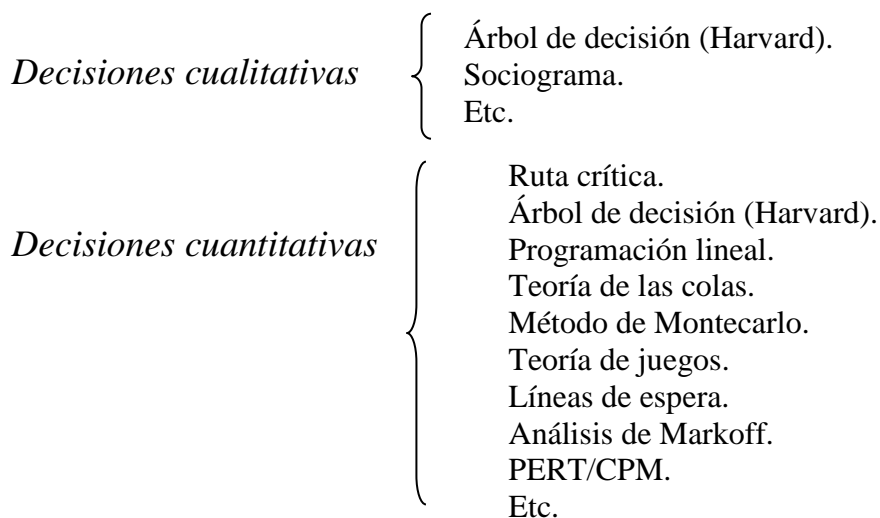 Decisiones cualitativas
Árbol de decisión (Harvard).
Sociograma.
Etc.
Decisiones cuantitativas
Ruta crítica.
Árbol de decisión (Harvard).
Programación lineal.
Teoría de las colas.
Método de Montecarlo.
Teoría de juegos.
Líneas de espera.
Análisis de Markoff.
PERT/CPM.
Etc.